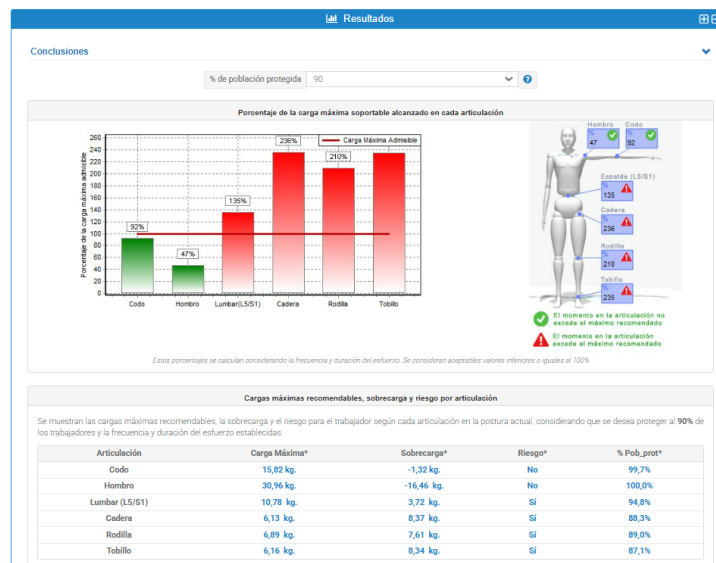 Resultados
Conclusiones
% de población protegida 90
Porcentaje de la carga máxima soportable alcanzado en cada articulación
Porcentaje de la carga máxima admisible
260
240
220
200
180
160
140
120
100
80
60
40
20
0
Carga Máxima Admisible
92%
47%
135%
236%
210%
Codo Hombro Lumbar(L5/S1) Cadera Rodilla Tobillo
Hombro Codo
% %
47 92
Espalda (L5/S1)
%
135
Cadera
%
236
Rodilla
%
210
Tobillo
%
235
El momento en la articulación no
excede el máximo recomendado
El momento en la articulación
excede el máximo recomendado
Estos porcentajes se calculan considerando la frecuencia y duración del esfuerzo. Se consideran aceptables valores inferiores o iguales al 100%
Cargas máximas recomendables, sobrecarga y riesgo por articulación
Se muestran las cargas máximas recomendables, la sobrecarga y el riesgo para el trabajador según cada articulación en la postura actual, considerando que se desea proteger al 90% de
los trabajadores y la frecuencia y duración del esfuerzo establecidas.
Articulación Carga Máxima* Sobrecarga* Riesgo* % Pob_prot*
Codo 15,82 kg. -1,32 kg. No 99,7%
Hombro 30,96 kg. -16,46 kg. No 100,0%
Lumbar (L5/S1) 10,78 kg. 3,72 kg. Sí 94,8%
Cadera 6,13 kg. 8,37 kg. Sí 88,3%
Rodilla 6,89 kg. 7,61 kg. Sí 89,0%
Tobillo 6,16 kg. 8,34 kg. Sí 87,1%